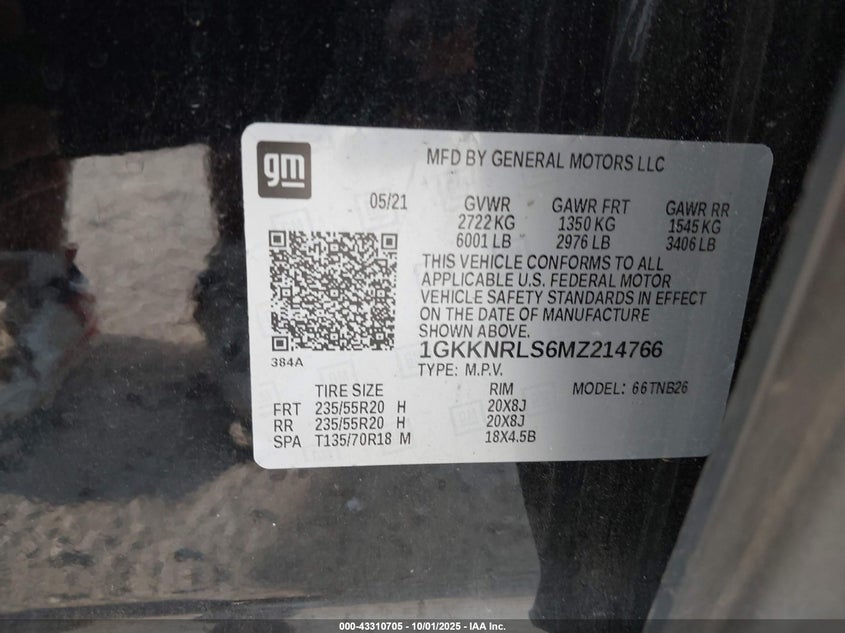 gm
MFD BY GENERAL MOTORS LLC
05/21 GVWR GAWR FRT GAWR RR
2722 KG 1350 KG 1545 KG
6001 LB 2976 LB 3406 LB
THIS VEHICLE CONFORMS TO ALL
APPLICABLE U.S. FEDERAL MOTOR
VEHICLE SAFETY STANDARDS IN EFFECT
ON THE DATE OF MANUFACTURE
SHOWN ABOVE.
384A
1GKKNRLS6MZ214766
TYPE: M.P.V.
TIRE SIZE RIM MODEL: 66TNB26
FRT 235/55R20 H 20X8J
RR 235/55R20 H 20X8J
SPA T135/70R18 M 18X4.5B
000-43310705 - 10/01/2025 - IAA Inc.